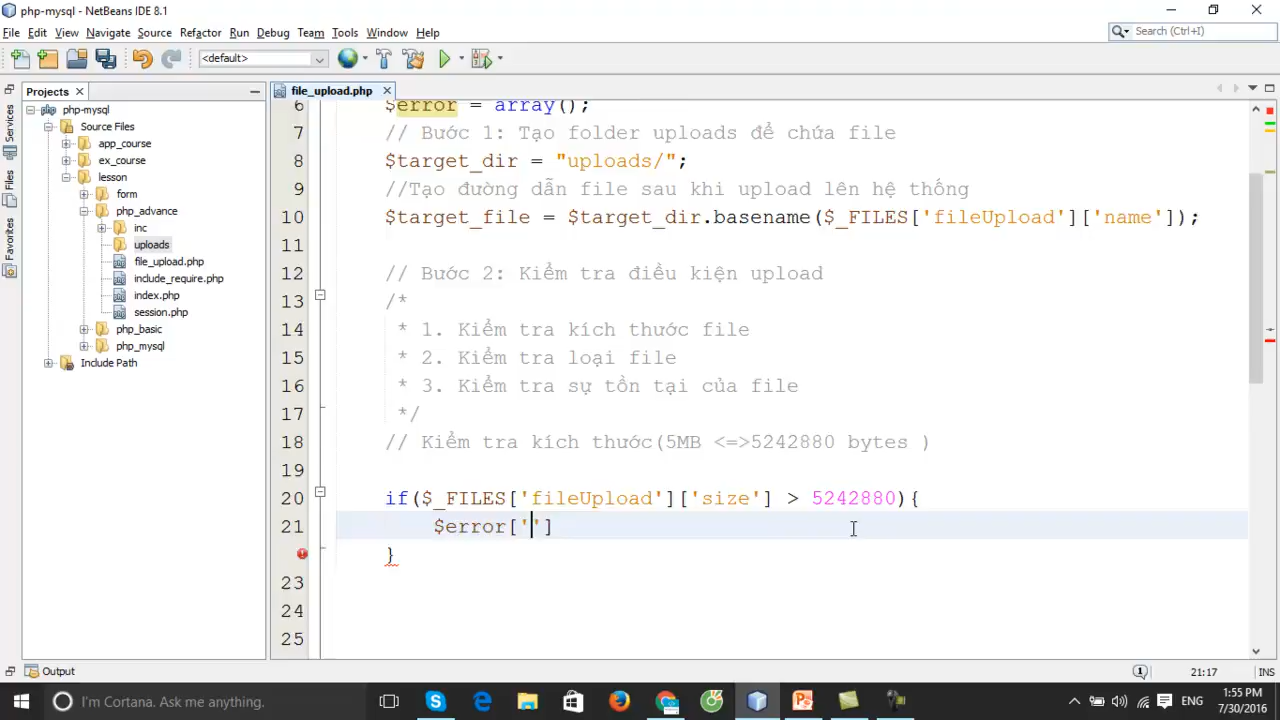 php-mysql - NetBeans IDE 8.1
File Edit View Navigate Source Refactor Run Debug Team Tools Window Help
Search (Ctrl+I)
<default>
Projects
file_upload.php
Services
Files
Favorites
php-mysql
Source Files
app_course
ex_course
lesson
form
php_advance
inc
uploads
file_upload.php
include_require.php
index.php
session.php
php_basic
php_mysql
Include Path
6 $error = array();
7 // Bước 1: Tạo folder uploads để chứa file
8 $target_dir = "uploads/";
9 //Tạo đường dẫn file sau khi upload lên hệ thống
10 $target_file = $target_dir.basename($_FILES['fileUpload']['name']);
11
12 // Bước 2: Kiểm tra điều kiện upload
13 /*
14 * 1. Kiểm tra kích thước file
15 * 2. Kiểm tra loại file
16 * 3. Kiểm tra sự tồn tại của file
17 */
18 // Kiểm tra kích thước(5MB <=>5242880 bytes )
19
20 if($_FILES['fileUpload']['size'] > 5242880){
21 $error['']
}
23
24
25
Output
21:17 INS
I'm Cortana. Ask me anything.
ENG
1:55 PM
7/30/2016